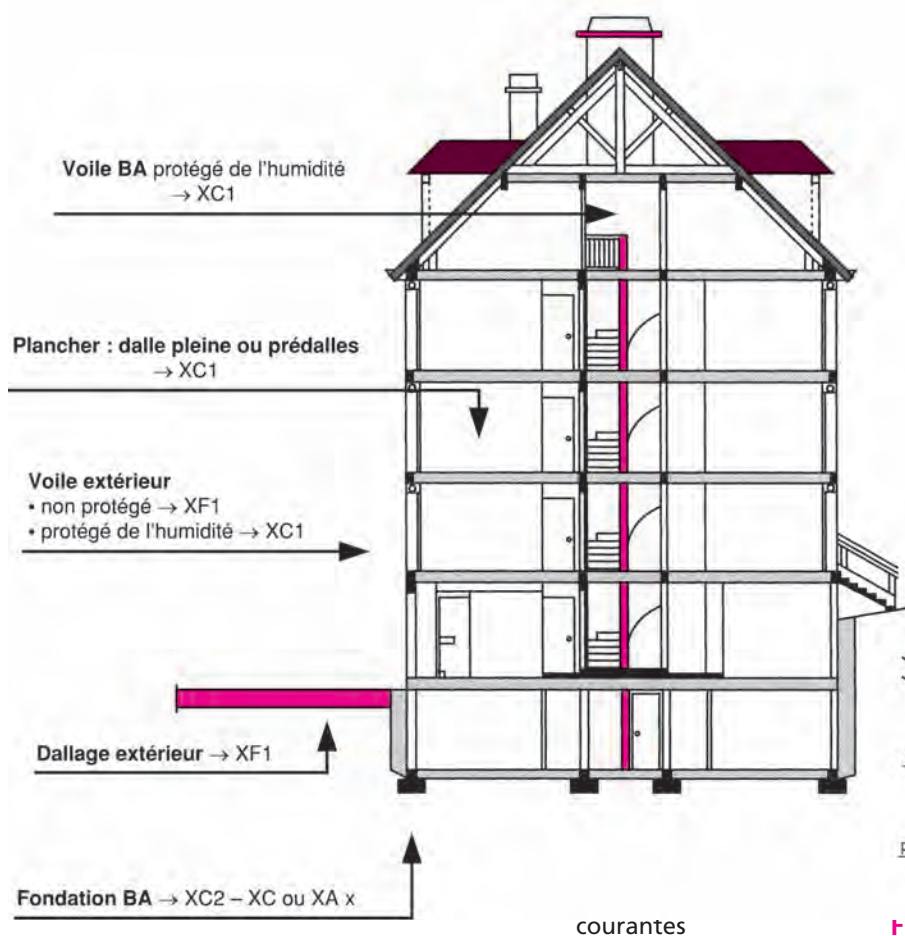 Voile BA protégé de l'humidité
→ XC1
Plancher : dalle pleine ou prédalles
→ XC1
Voile extérieur
• non protégé → XF1
• protégé de l'humidité → XC1
Dallage extérieur → XF1
Fondation BA → XC2 – XC ou XA x
courantes